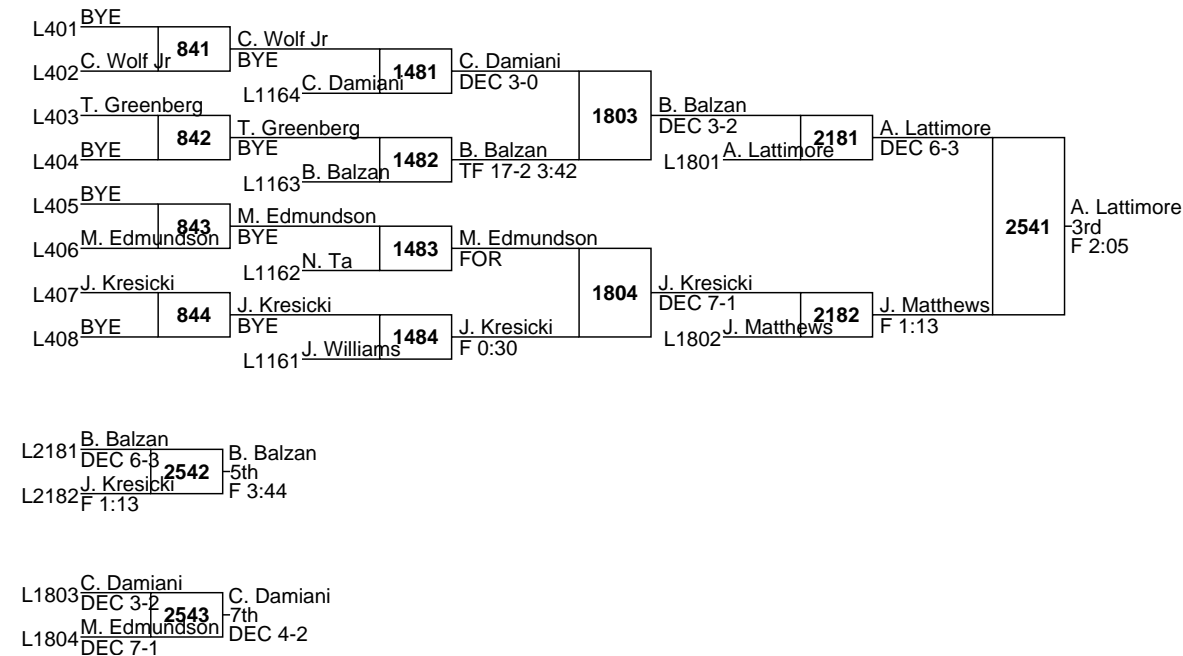 L401 BYE
841
L402 C. Wolf Jr
C. Wolf Jr
BYE
1481
L1164 C. Damiani
C. Damiani
DEC 3-0
L403 T. Greenberg
842
L404 BYE
T. Greenberg
BYE
1482
L1163 B. Balzan
B. Balzan
TF 17-2 3:42
1803
B. Balzan
DEC 3-2
2181
L1801 A. Lattimore
A. Lattimore
DEC 6-3
L405 BYE
843
L406 M. Edmundson
M. Edmundson
BYE
1483
L1162 N. Ta
M. Edmundson
FOR
L407 J. Kresicki
844
L408 BYE
J. Kresicki
BYE
1484
L1161 J. Williams
J. Kresicki
F 0:30
1804
J. Kresicki
DEC 7-1
2182
L1802 J. Matthews
J. Matthews
F 1:13
2541
A. Lattimore
3rd
F 2:05
L2181 B. Balzan
DEC 6-3
2542
L2182 J. Kresicki
F 1:13
B. Balzan
5th
F 3:44
L1803 C. Damiani
DEC 3-2
2543
L1804 M. Edmundson
DEC 7-1
C. Damiani
7th
DEC 4-2